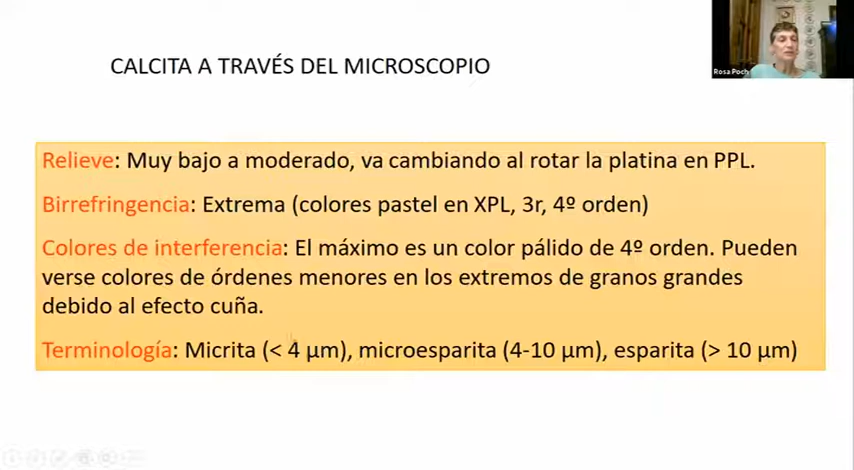 CALCITA A TRAVÉS DEL MICROSCOPIO
Rosa Poch
Relieve: Muy bajo a moderado, va cambiando al rotar la platina en PPL.
Birrefringencia: Extrema (colores pastel en XPL, 3r, 4º orden)
Colores de interferencia: El máximo es un color pálido de 4º orden. Pueden
verse colores de órdenes menores en los extremos de granos grandes
debido al efecto cuña.
Terminología: Micrita (< 4 µm), microesparita (4-10 µm), esparita (> 10 µm)